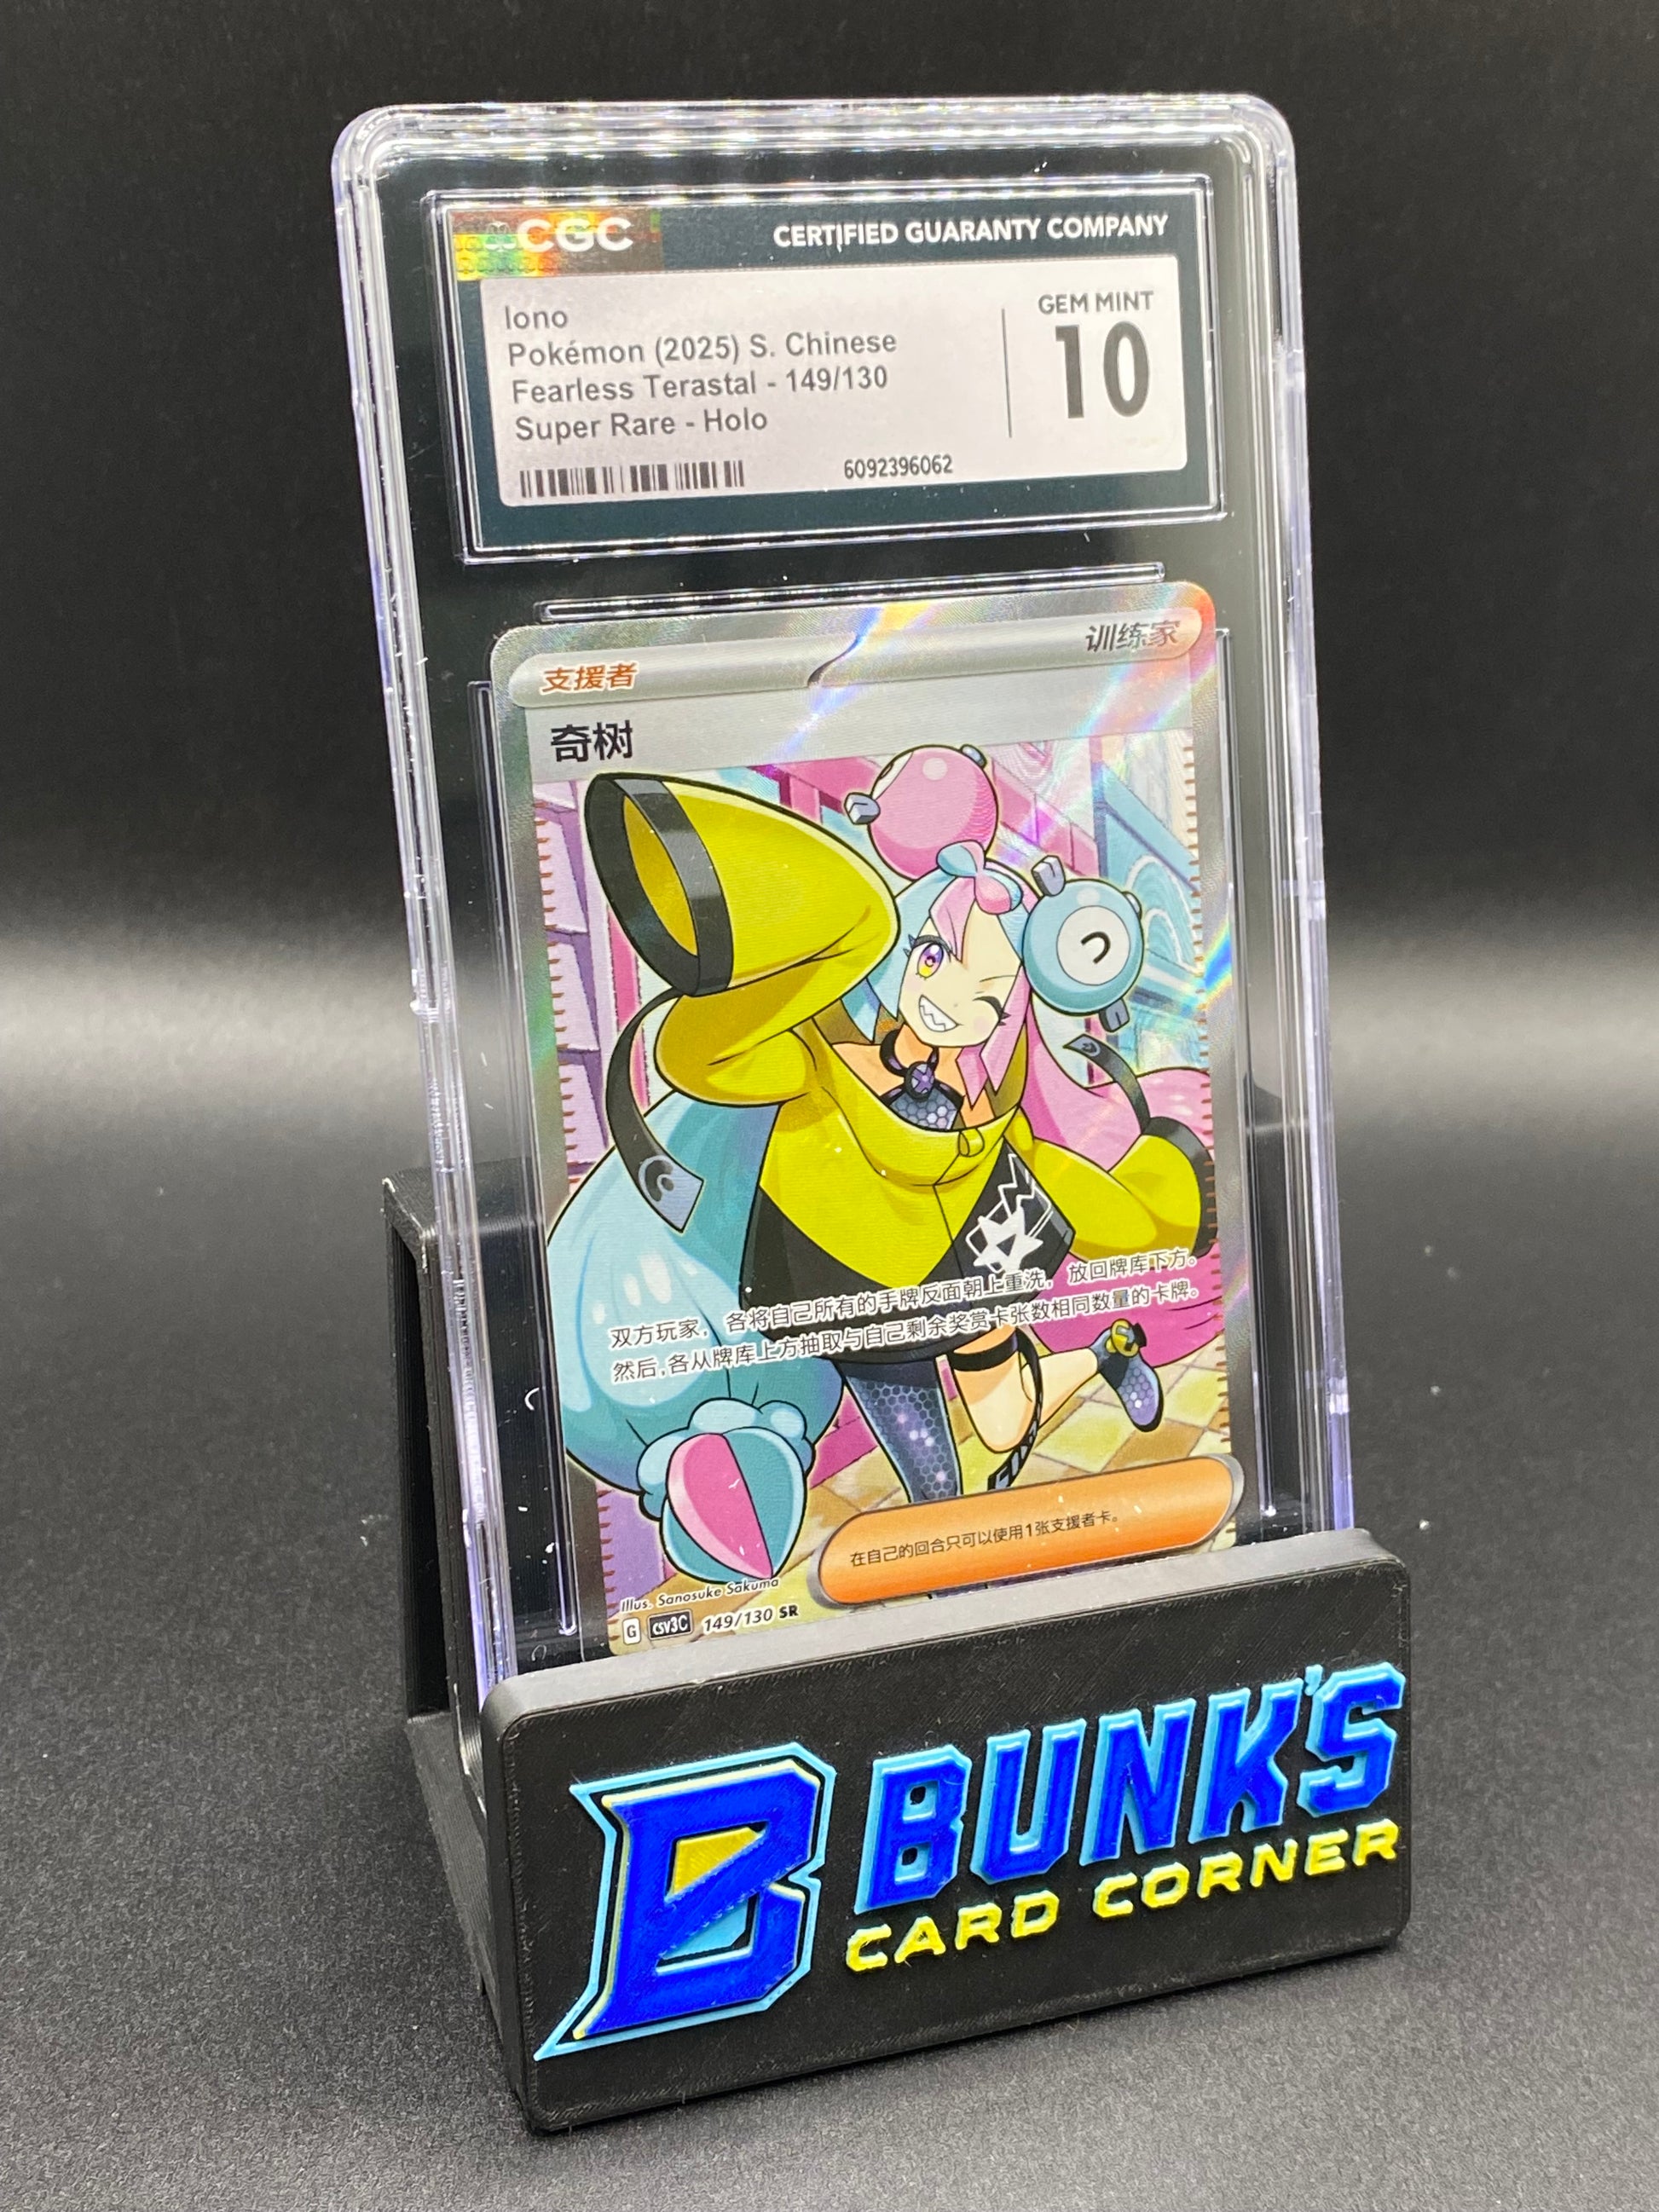 CGC
CERTIFIED GUARANTY COMPANY
Iono
Pokémon (2025) S. Chinese
Fearless Terastal - 149/130
Super Rare - Holo
GEM MINT
10
6092396062
支援者
训练家
奇树
双方玩家，各将自己所有的手牌反面朝上重洗，放回牌库下方。
然后，各从牌库上方抽取与自己剩余奖赏卡张数相同数量的卡牌。
在自己的回合只可以使用1张支援者卡。
Illus. Sanosuke Sakuma
G CSV3C 149/130 SR
B BUNK'S
CARD CORNER